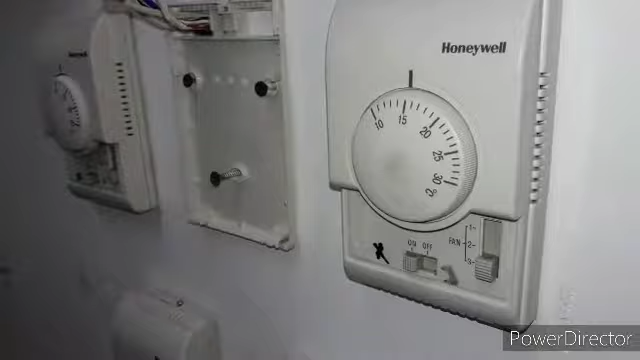 Honeywell
10 15 20 25 30 °C
ON OFF
FAN
1-
2-
3-
PowerDirector